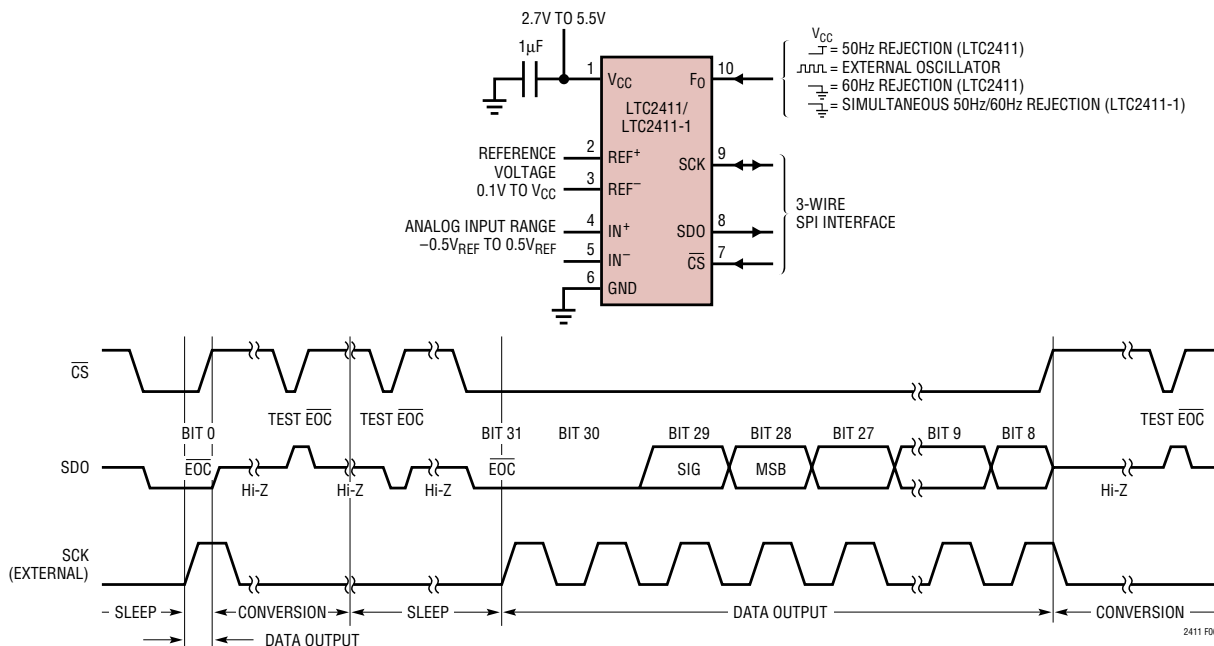 2.7V TO 5.5V
1µF
1
VCC
2
REF+
3
REF−
4
IN+
5
IN−
6
GND
LTC2411/
LTC2411-1
10
FO
9
SCK
8
SDO
7
CS
REFERENCE
VOLTAGE
0.1V TO VCC
ANALOG INPUT RANGE
−0.5VREF TO 0.5VREF
VCC
= 50Hz REJECTION (LTC2411)
= EXTERNAL OSCILLATOR
= 60Hz REJECTION (LTC2411)
= SIMULTANEOUS 50Hz/60Hz REJECTION (LTC2411-1)
3-WIRE
SPI INTERFACE
CS
TEST EOC TEST EOC TEST EOC
BIT 0 BIT 31 BIT 30 BIT 29 BIT 28 BIT 27 BIT 9 BIT 8
SDO EOC EOC SIG MSB
Hi-Z Hi-Z Hi-Z Hi-Z
SCK
(EXTERNAL)
SLEEP CONVERSION SLEEP DATA OUTPUT CONVERSION
DATA OUTPUT